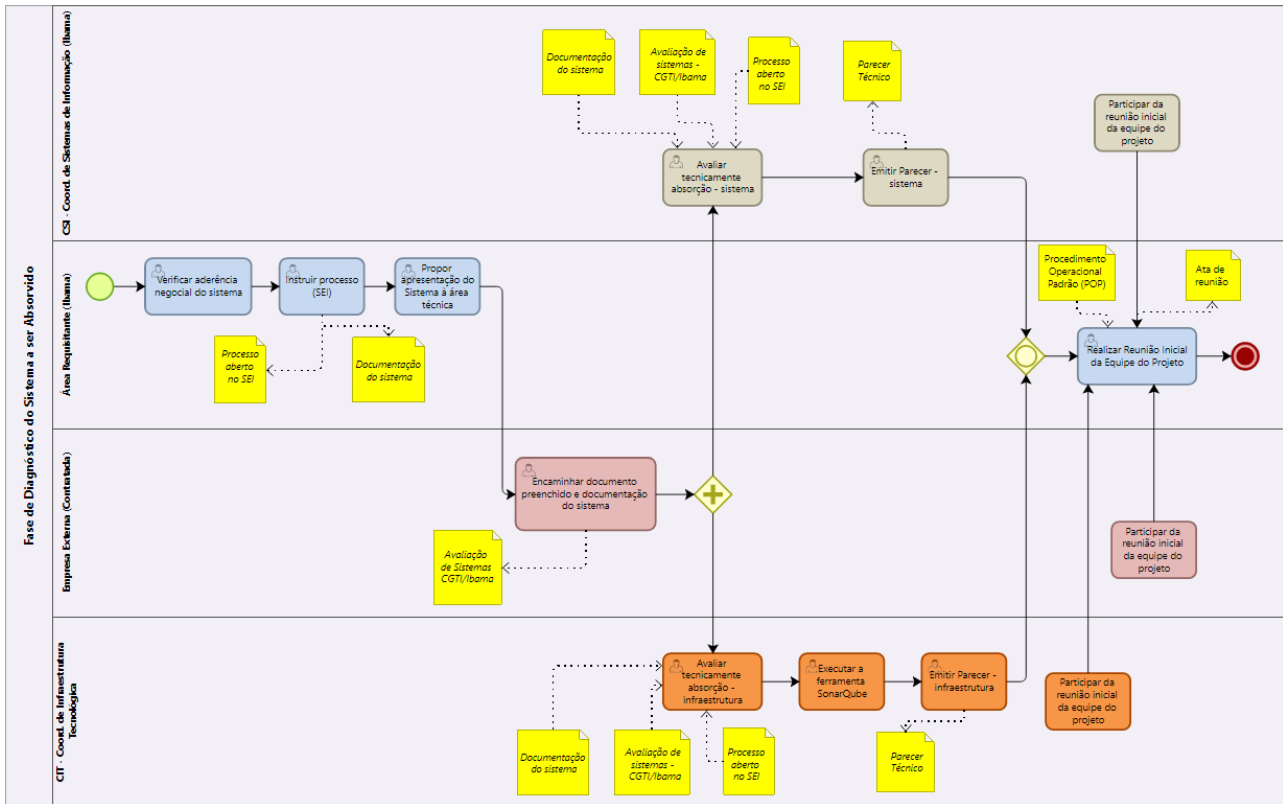 Fase de Diagnóstico do Sistema a ser Absorvido
CSI - Coord. de Sistemas de Informação (Ibama)
Documentação
do sistema
Avaliação de
sistemas -
CGTI/Ibama
Processo
aberto
no SEI
Parecer
Técnico
Avaliar
tecnicamente
absorção - sistema
Emitir Parecer -
sistema
Participar da
reunião inicial
da equipe do
projeto
Área Requisitante (Ibama)
Verificar aderência
negocial do sistema
Instruir processo
(SEI)
Propor
apresentação do
Sistema à área
técnica
Processo
aberto
no SEI
Documentação
do sistema
Procedimento
Operacional
Padrão (POP)
Ata de
reunião
Realizar Reunião Inicial
da Equipe do Projeto
Empresa Externa (Contratada)
Encaminhar documento
preenchido e documentação
do sistema
Avaliação
de Sistemas
CGTI/Ibama
Participar da
reunião inicial
da equipe do
projeto
CIT - Coord. de Infraestrutura
Tecnológica
Avaliar
tecnicamente
absorção -
infraestrutura
Executar a
ferramenta
SonarQube
Emitir Parecer -
infraestrutura
Participar da
reunião inicial
da equipe do
projeto
Documentação
do sistema
Avaliação de
sistemas -
CGTI/Ibama
Processo
aberto
no SEI
Parecer
Técnico